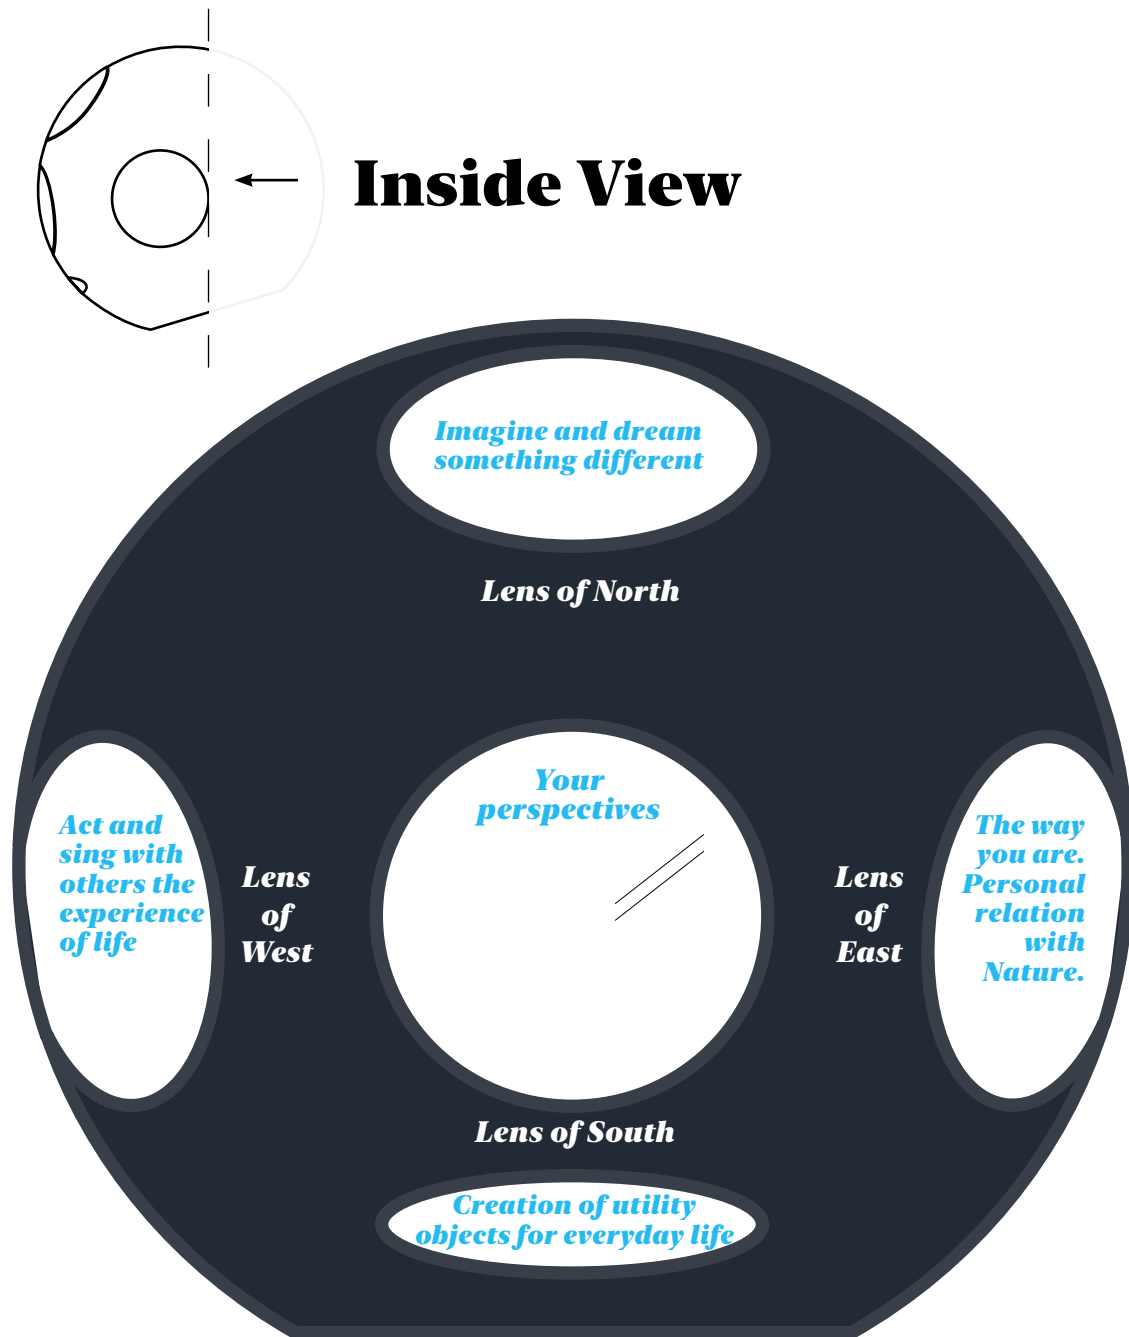 Inside View
Imagine and dream
something different
Lens of North
Your
perspectives
Act and
sing with
others the
experience
of life
Lens
of
West
Lens
of
East
The way
you are.
Personal
relation
with
Nature.
Lens of South
Creation of utility
objects for everyday life